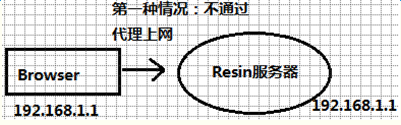 第一种情况：不通过
代理上网
Browser
Resin服务器
192.168.1.1
192.168.1.1